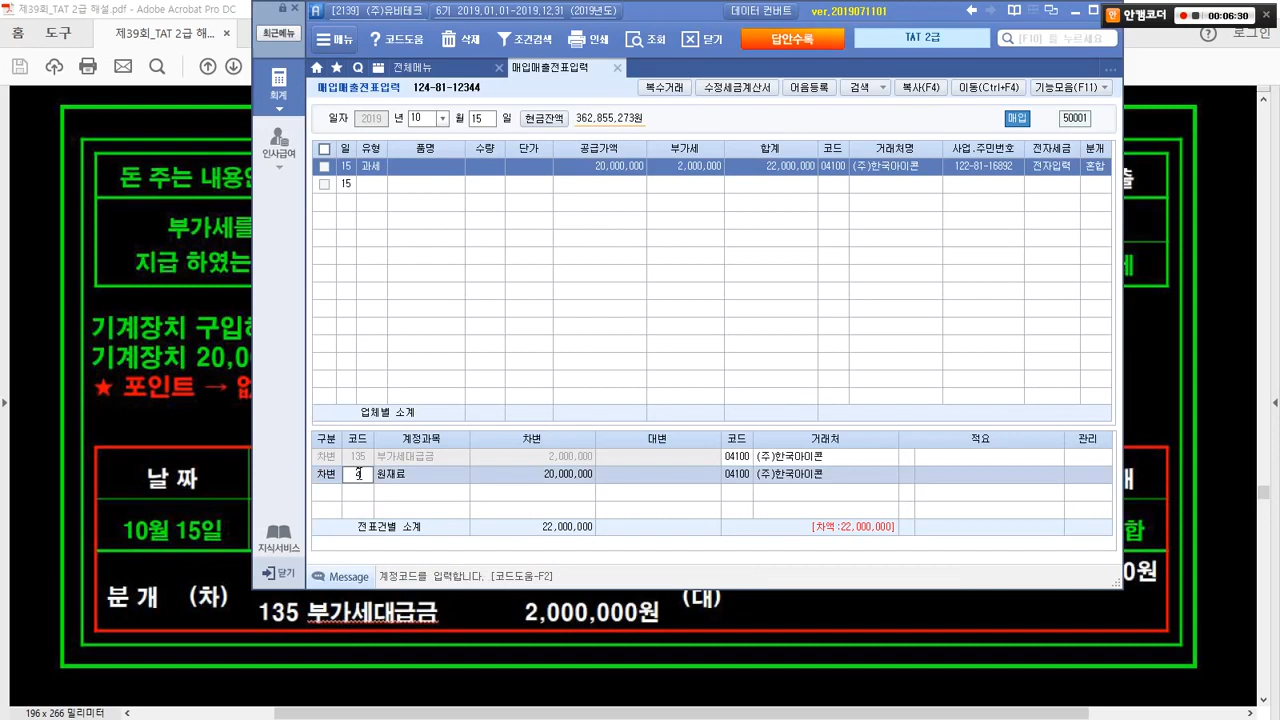 제39회_TAT 2급 해설.pdf - Adobe Acrobat Pro DC
홈 도구 제39회_TAT 2급 해... ×
로그인
안캠코더 00:06:30
[2139] (주)유비테크 6기 2019.01.01~2019.12.31 (2019년도) 데이터 컨버트 ver.2019071101
최근메뉴
메뉴 코드도움 삭제 조건검색 인쇄 조회 닫기 답안수록 TAT 2급 [F10] 를 누르세요
전체메뉴 매입매출전표입력
매입매출전표입력 124-81-12344 복수거래 수정세금계산서 어음등록 검색 복사(F4) 이동(Ctrl+F4) 기능모음(F11)
회계
인사급여
지식서비스
닫기
일자 2019 년 10 월 15 일 현금잔액 362,855,273원 매입 50001
일 유형 품목 수량 단가 공급가액 부가세 합계 코드 거래처명 사업.주민번호 전자세금 분개
15 과세 20,000,000 2,000,000 22,000,000 04100 (주)한국아이콘 122-81-16892 전자입력 혼합
15
업체별 소계
구분 코드 계정과목 차변 대변 코드 거래처 적요 관리
차변 135 부가세대급금 2,000,000 04100 (주)한국아이콘
차변 원재료 20,000,000 04100 (주)한국아이콘
전표건별 소계 22,000,000 [차액:22,000,000]
Message 계정코드를 입력합니다. [코드도움-F2]
돈 주는 내용
부가세를
지급 하였는
기계장치 구입
기계장치 20,0
★ 포인트 →
날 짜
10월 15일
합
분 개 (차) (대) 0원
135 부가세대급금 2,000,000원
196 x 266 밀리미터